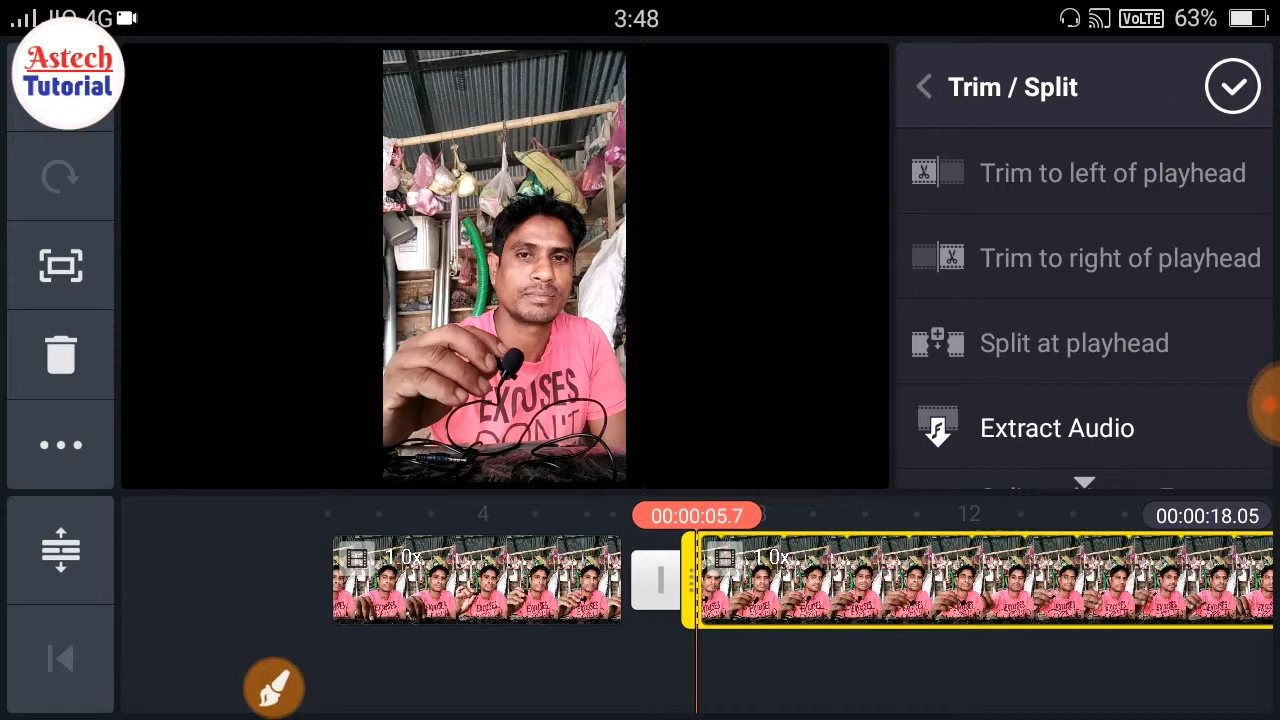 JIO 4G
3:48
VoLTE 63%
Astech
Tutorial
Trim / Split
Trim to left of playhead
Trim to right of playhead
Split at playhead
Extract Audio
EXCUSES
DON'T
4
00:00:05.7
12
00:00:18.05
1.0x
1.0x